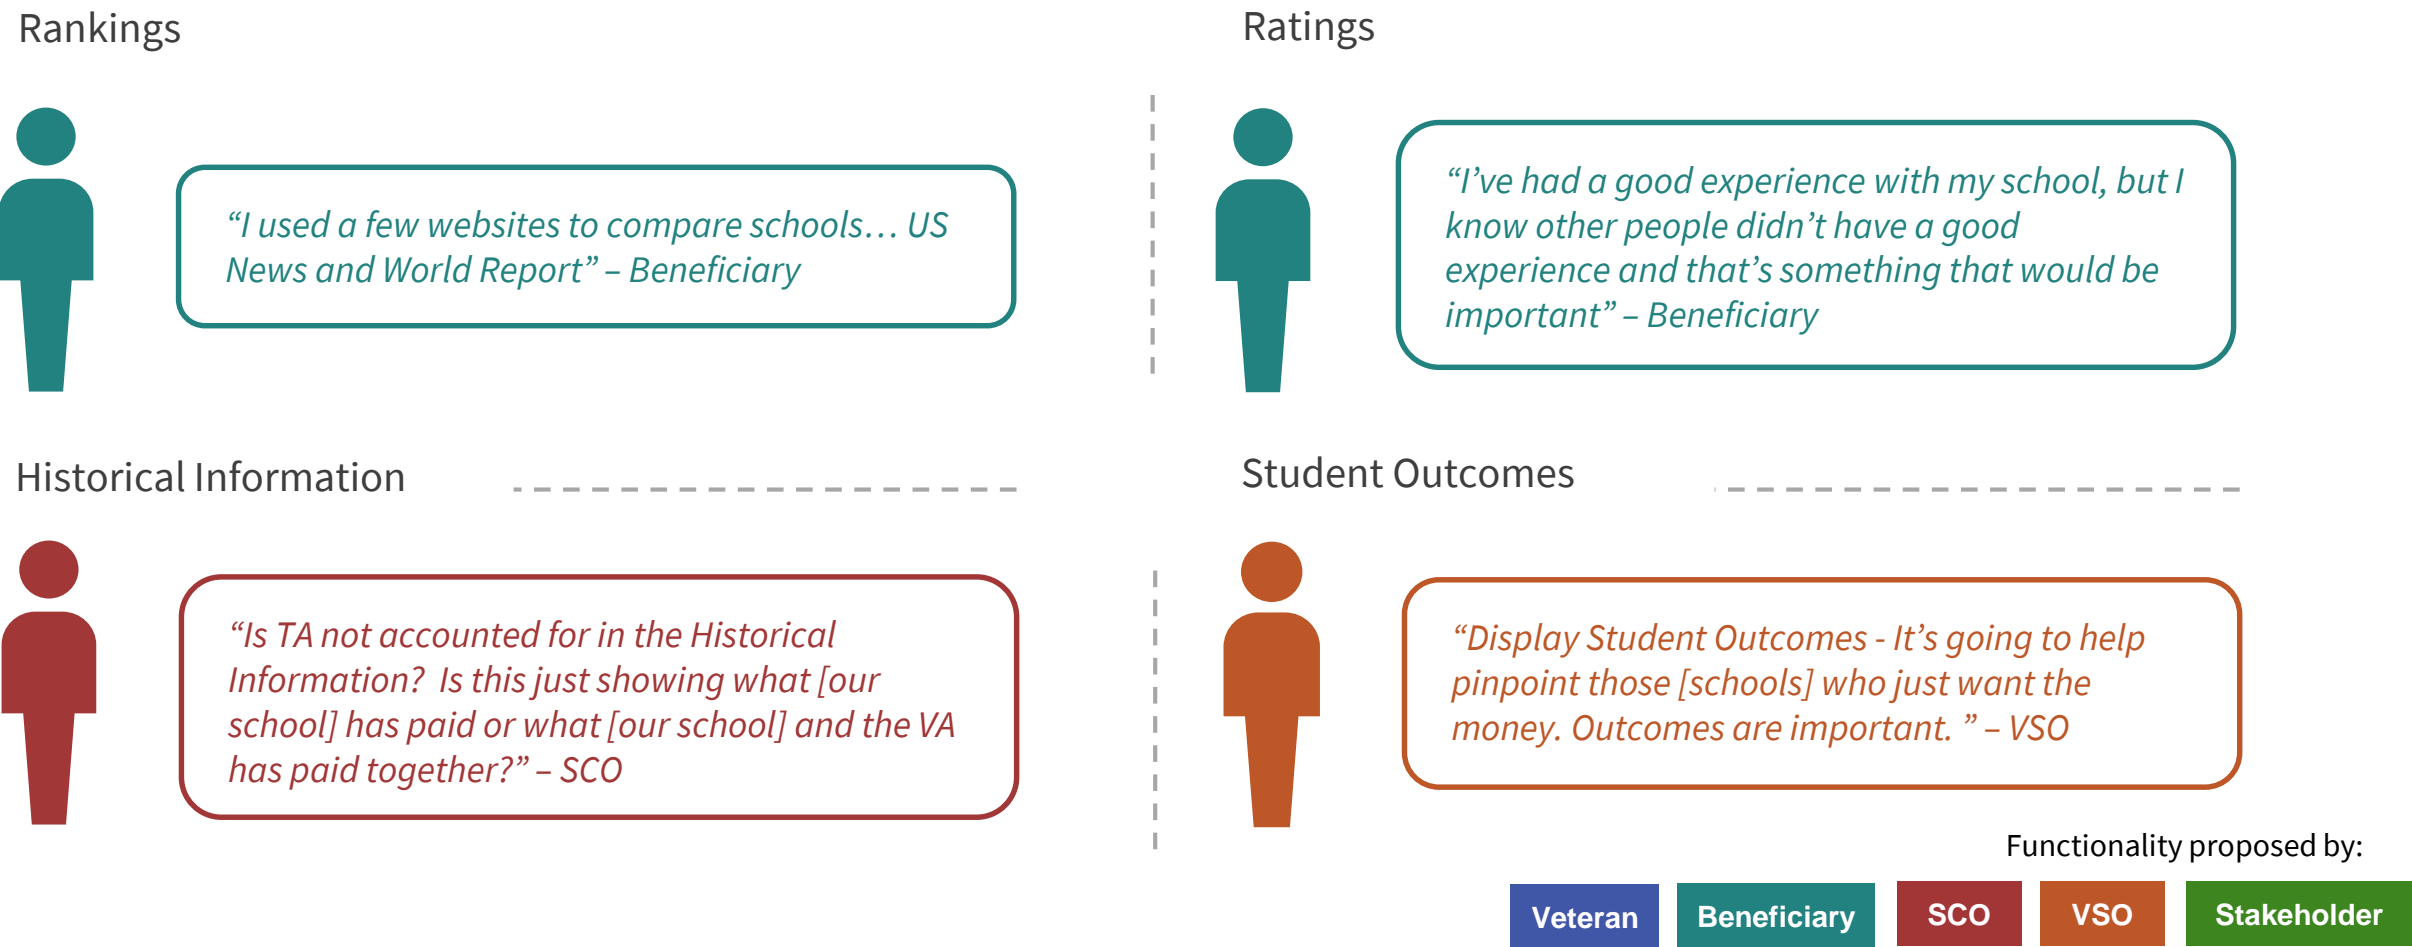 Rankings
“I used a few websites to compare schools… US
News and World Report” – Beneficiary
Ratings
“I’ve had a good experience with my school, but I
know other people didn’t have a good
experience and that’s something that would be
important” – Beneficiary
Historical Information
“Is TA not accounted for in the Historical
Information?  Is this just showing what [our
school] has paid or what [our school] and the VA
has paid together?” – SCO
Student Outcomes
“Display Student Outcomes - It’s going to help
pinpoint those [schools] who just want the
money. Outcomes are important. ” – VSO
Functionality proposed by:
Veteran Beneficiary SCO VSO Stakeholder